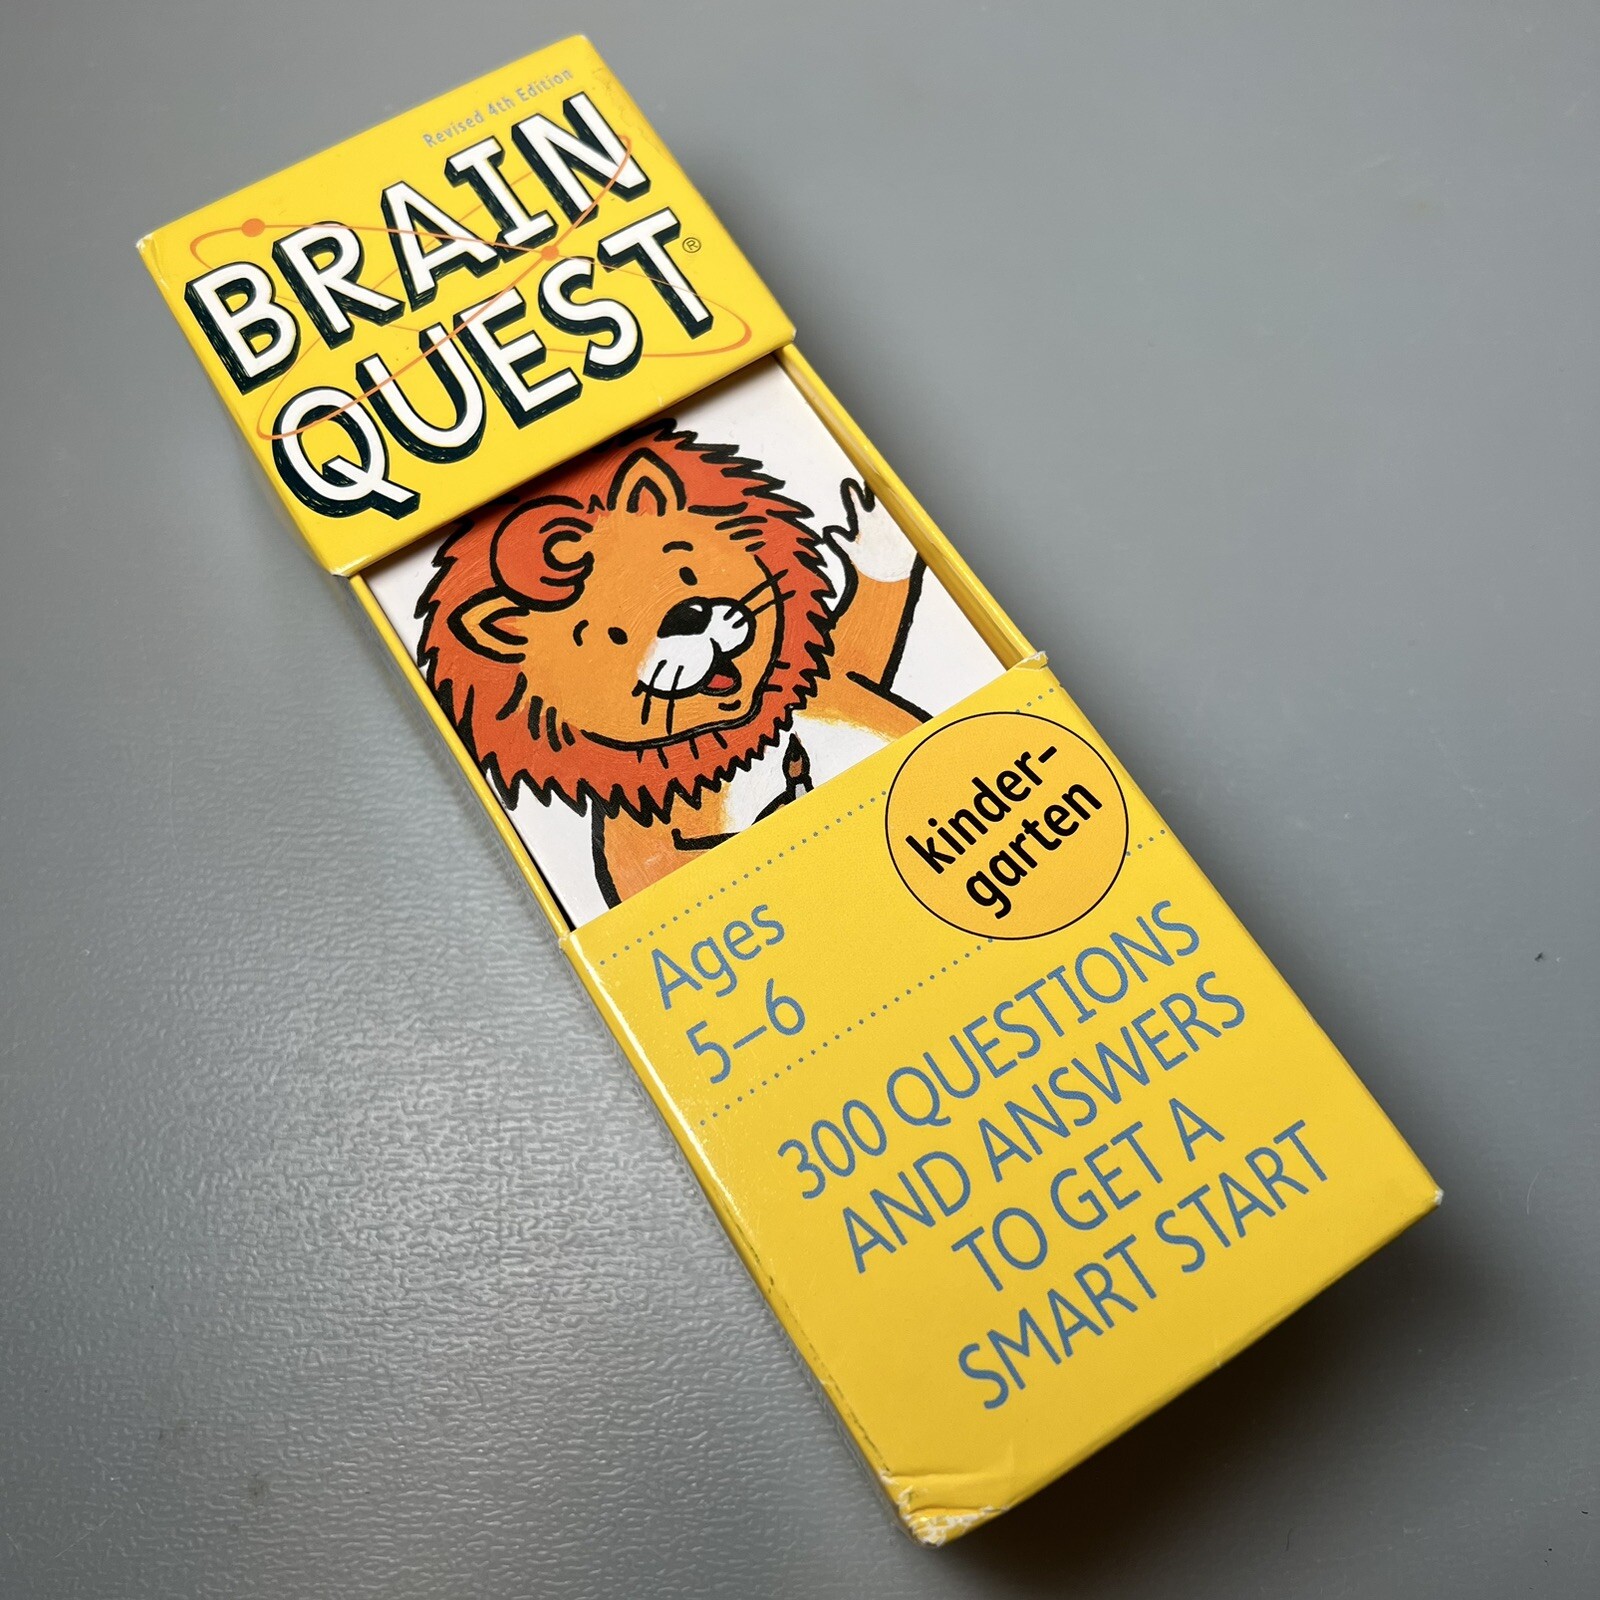 Revised 4th Edition
BRAIN
QUEST®
kinder-
garten
Ages
5–6
300 QUESTIONS
AND ANSWERS
TO GET A
SMART START